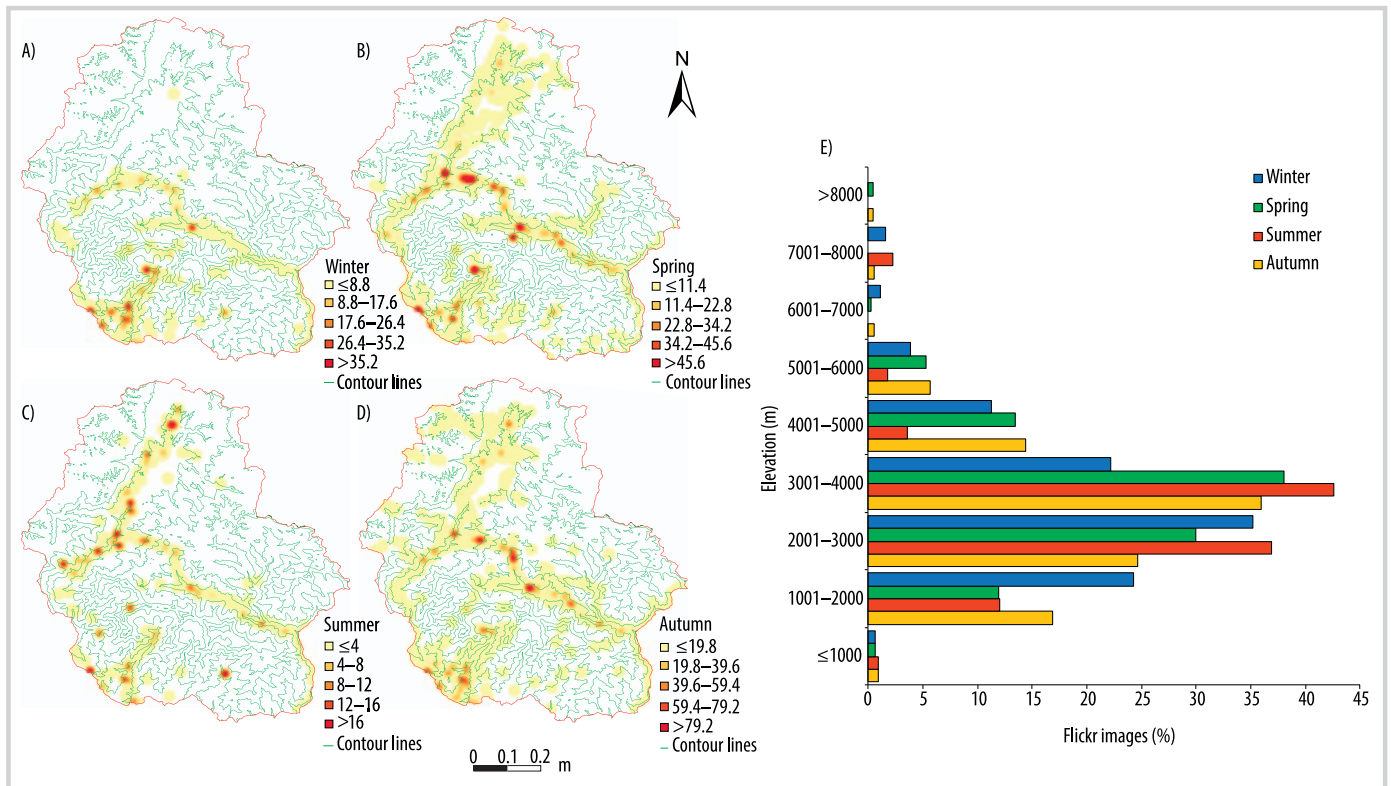 A)
Winter
≤8.8
8.8–17.6
17.6–26.4
26.4–35.2
>35.2
Contour lines
B)
N
Spring
≤11.4
11.4–22.8
22.8–34.2
34.2–45.6
>45.6
Contour lines
C)
Summer
≤4
4–8
8–12
12–16
>16
Contour lines
D)
Autumn
≤19.8
19.8–39.6
39.6–59.4
59.4–79.2
>79.2
Contour lines
0 0.1 0.2
m
E)
Winter
Spring
Summer
Autumn
Elevation (m)
>8000
7001–8000
6001–7000
5001–6000
4001–5000
3001–4000
2001–3000
1001–2000
≤1000
0 5 10 15 20 25 30 35 40 45
Flickr images (%)